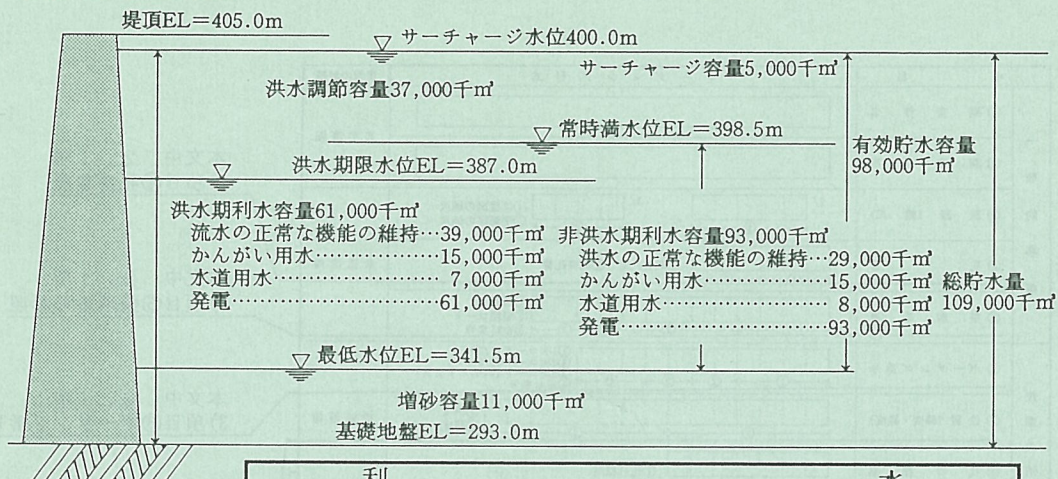 堤頂EL＝405.0m
サーチャージ水位400.0m
サーチャージ容量5,000千㎥
洪水調節容量37,000千㎥
常時満水位EL＝398.5m
有効貯水容量
98,000千㎥
洪水期限水位EL＝387.0m
洪水期利水容量61,000千㎥
流水の正常な機能の維持…39,000千㎥
かんがい用水……………15,000千㎥
水道用水…………………7,000千㎥
発電………………………61,000千㎥
非洪水期利水容量93,000千㎥
洪水の正常な機能の維持…29,000千㎥
かんがい用水……………15,000千㎥
水道用水…………………8,000千㎥
発電………………………93,000千㎥
総貯水量
109,000千㎥
最低水位EL＝341.5m
増砂容量11,000千㎥
基礎地盤EL＝293.0m